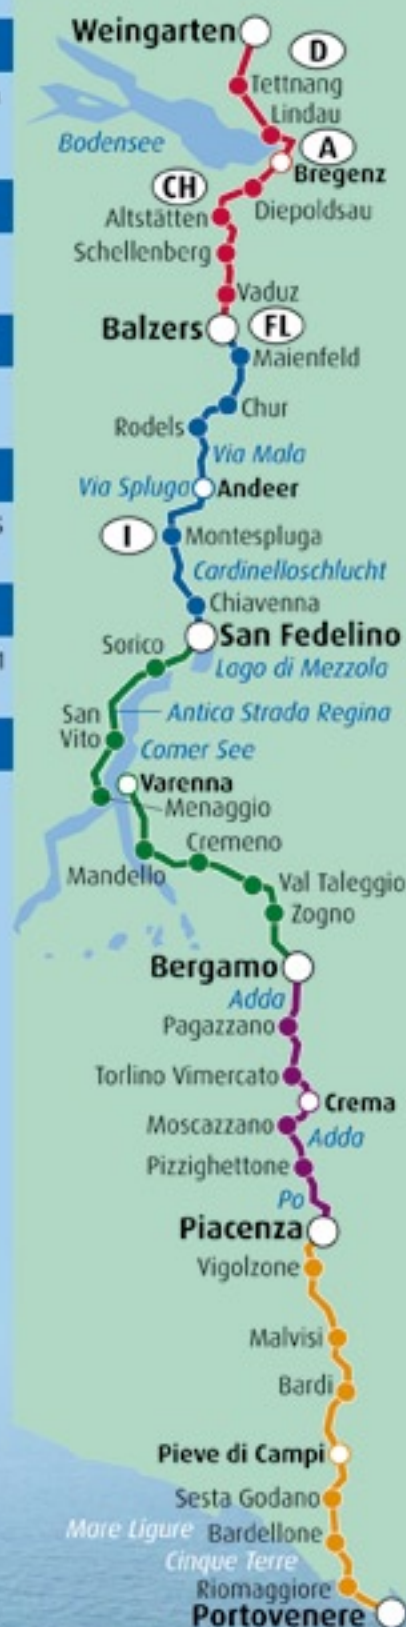 Weingarten
D
Tettnang
Lindau
Bodensee
A
Bregenz
CH
Diepoldsau
Altstätten
Schellenberg
Vaduz
Balzers
FL
Maienfeld
Chur
Rodels
Via Mala
Via Spluga
Andeer
I
Montespluga
Cardinelloschlucht
Chiavenna
San Fedelino
Sorico
Lago di Mezzola
San
Vito
Antica Strada Regina
Comer See
Varenna
Menaggio
Cremeno
Mandello
Val Taleggio
Zogno
Bergamo
Adda
Pagazzano
Torlino Vimercato
Crema
Moscazzano
Adda
Pizzighettone
Po
Piacenza
Vigolzone
Malvisi
Bardi
Pieve di Campi
Sesta Godano
Mare Ligure
Bardellone
Cinque Terre
Riomaggiore
Portovenere